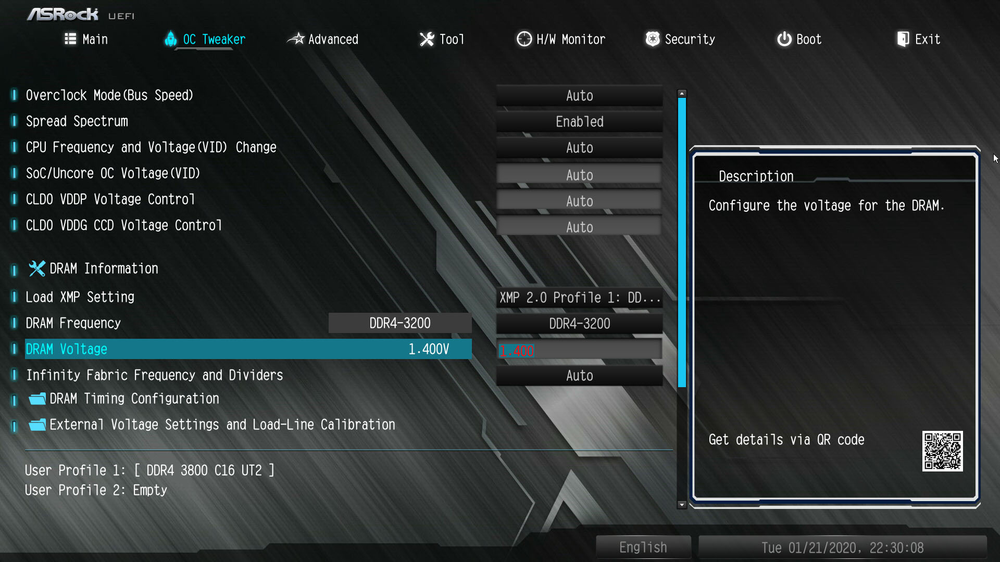 ASRock UEFI
Main OC Tweaker Advanced Tool H/W Monitor Security Boot Exit
Overclock Mode(Bus Speed) Auto
Spread Spectrum Enabled
CPU Frequency and Voltage(VID) Change Auto
SoC/Uncore OC Voltage(VID) Auto
CLDO VDDP Voltage Control Auto
CLDO VDDG CCD Voltage Control Auto
DRAM Information
Load XMP Setting XMP 2.0 Profile 1: DD...
DRAM Frequency DDR4-3200 DDR4-3200
DRAM Voltage 1.400V 1.400
Infinity Fabric Frequency and Dividers Auto
DRAM Timing Configuration
External Voltage Settings and Load-Line Calibration
User Profile 1: [ DDR4 3800 C16 UT2 ]
User Profile 2: Empty
Description
Configure the voltage for the DRAM.
Get details via QR code
English Tue 01/21/2020, 22:30:08